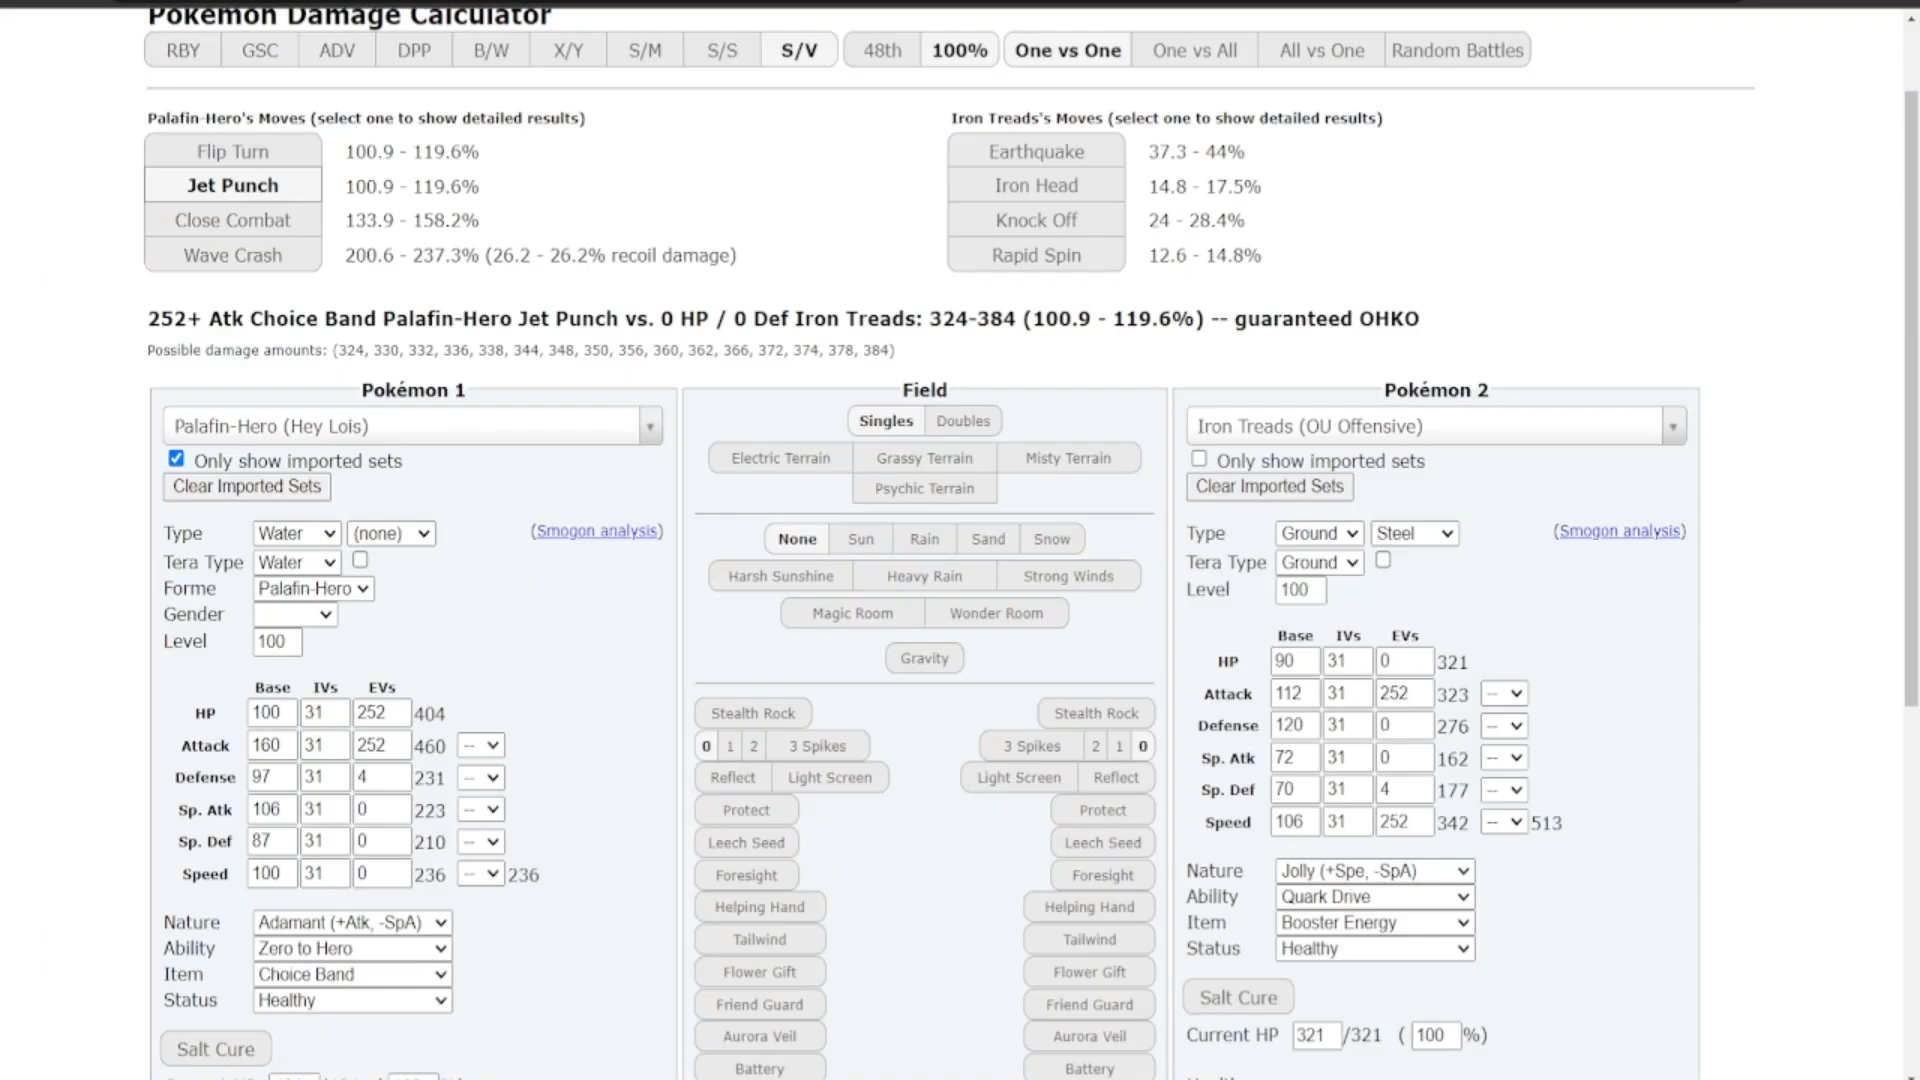 Pokémon Damage Calculator
RBY GSC ADV DPP B/W X/Y S/M S/S S/V 48th 100% One vs One One vs All All vs One Random Battles
Palafin-Hero's Moves (select one to show detailed results)
Flip Turn 100.9 - 119.6%
Jet Punch 100.9 - 119.6%
Close Combat 133.9 - 158.2%
Wave Crash 200.6 - 237.3% (26.2 - 26.2% recoil damage)
Iron Treads's Moves (select one to show detailed results)
Earthquake 37.3 - 44%
Iron Head 14.8 - 17.5%
Knock Off 24 - 28.4%
Rapid Spin 12.6 - 14.8%
252+ Atk Choice Band Palafin-Hero Jet Punch vs. 0 HP / 0 Def Iron Treads: 324-384 (100.9 - 119.6%) -- guaranteed OHKO
Possible damage amounts: (324, 330, 332, 336, 338, 344, 348, 350, 356, 360, 362, 366, 372, 374, 378, 384)
Pokémon 1
Palafin-Hero (Hey Lois)
Only show imported sets
Clear Imported Sets
Type Water (none) (Smogon analysis)
Tera Type Water
Forme Palafin-Hero
Gender
Level 100
Base IVs EVs
HP 100 31 252 404
Attack 160 31 252 460 --
Defense 97 31 4 231 --
Sp. Atk 106 31 0 223 --
Sp. Def 87 31 0 210 --
Speed 100 31 0 236 -- 236
Nature Adamant (+Atk, -SpA)
Ability Zero to Hero
Item Choice Band
Status Healthy
Salt Cure
Field
Singles Doubles
Electric Terrain Grassy Terrain Misty Terrain
Psychic Terrain
None Sun Rain Sand Snow
Harsh Sunshine Heavy Rain Strong Winds
Magic Room Wonder Room
Gravity
Stealth Rock Stealth Rock
0 1 2 3 Spikes 3 Spikes 2 1 0
Reflect Light Screen Light Screen Reflect
Protect Protect
Leech Seed Leech Seed
Foresight Foresight
Helping Hand Helping Hand
Tailwind Tailwind
Flower Gift Flower Gift
Friend Guard Friend Guard
Aurora Veil Aurora Veil
Battery Battery
Pokémon 2
Iron Treads (OU Offensive)
Only show imported sets
Clear Imported Sets
Type Ground Steel (Smogon analysis)
Tera Type Ground
Level 100
Base IVs EVs
HP 90 31 0 321
Attack 112 31 252 323 --
Defense 120 31 0 276 --
Sp. Atk 72 31 0 162 --
Sp. Def 70 31 4 177 --
Speed 106 31 252 342 -- 513
Nature Jolly (+Spe, -SpA)
Ability Quark Drive
Item Booster Energy
Status Healthy
Salt Cure
Current HP 321 /321 ( 100 %)